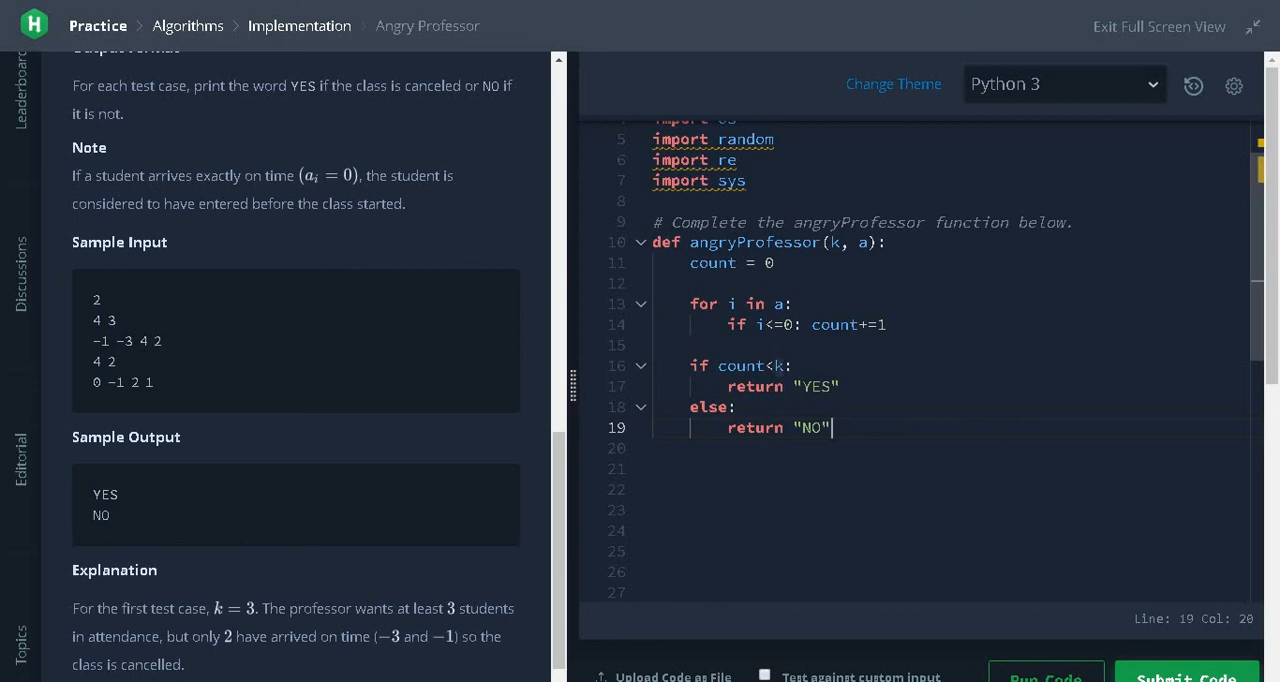 H Practice Algorithms Implementation Angry Professor Exit Full Screen View
Leaderboard
Discussions
Editorial
Topics
For each test case, print the word YES if the class is canceled or NO if
it is not.
Note
If a student arrives exactly on time (aᵢ = 0), the student is
considered to have entered before the class started.
Sample Input
2
4 3
-1 -3 4 2
4 2
0 -1 2 1
Sample Output
YES
NO
Explanation
For the first test case, k = 3. The professor wants at least 3 students
in attendance, but only 2 have arrived on time (−3 and −1) so the
class is cancelled.
Change Theme Python 3
import os
5 import random
6 import re
7 import sys
8
9 # Complete the angryProfessor function below.
10 def angryProfessor(k, a):
11 count = 0
12
13 for i in a:
14 if i<=0: count+=1
15
16 if count<k:
17 return "YES"
18 else:
19 return "NO"
20
21
22
23
24
25
26
27
Line: 19 Col: 20
Upload Code as File Test against custom input Run Code Submit Code